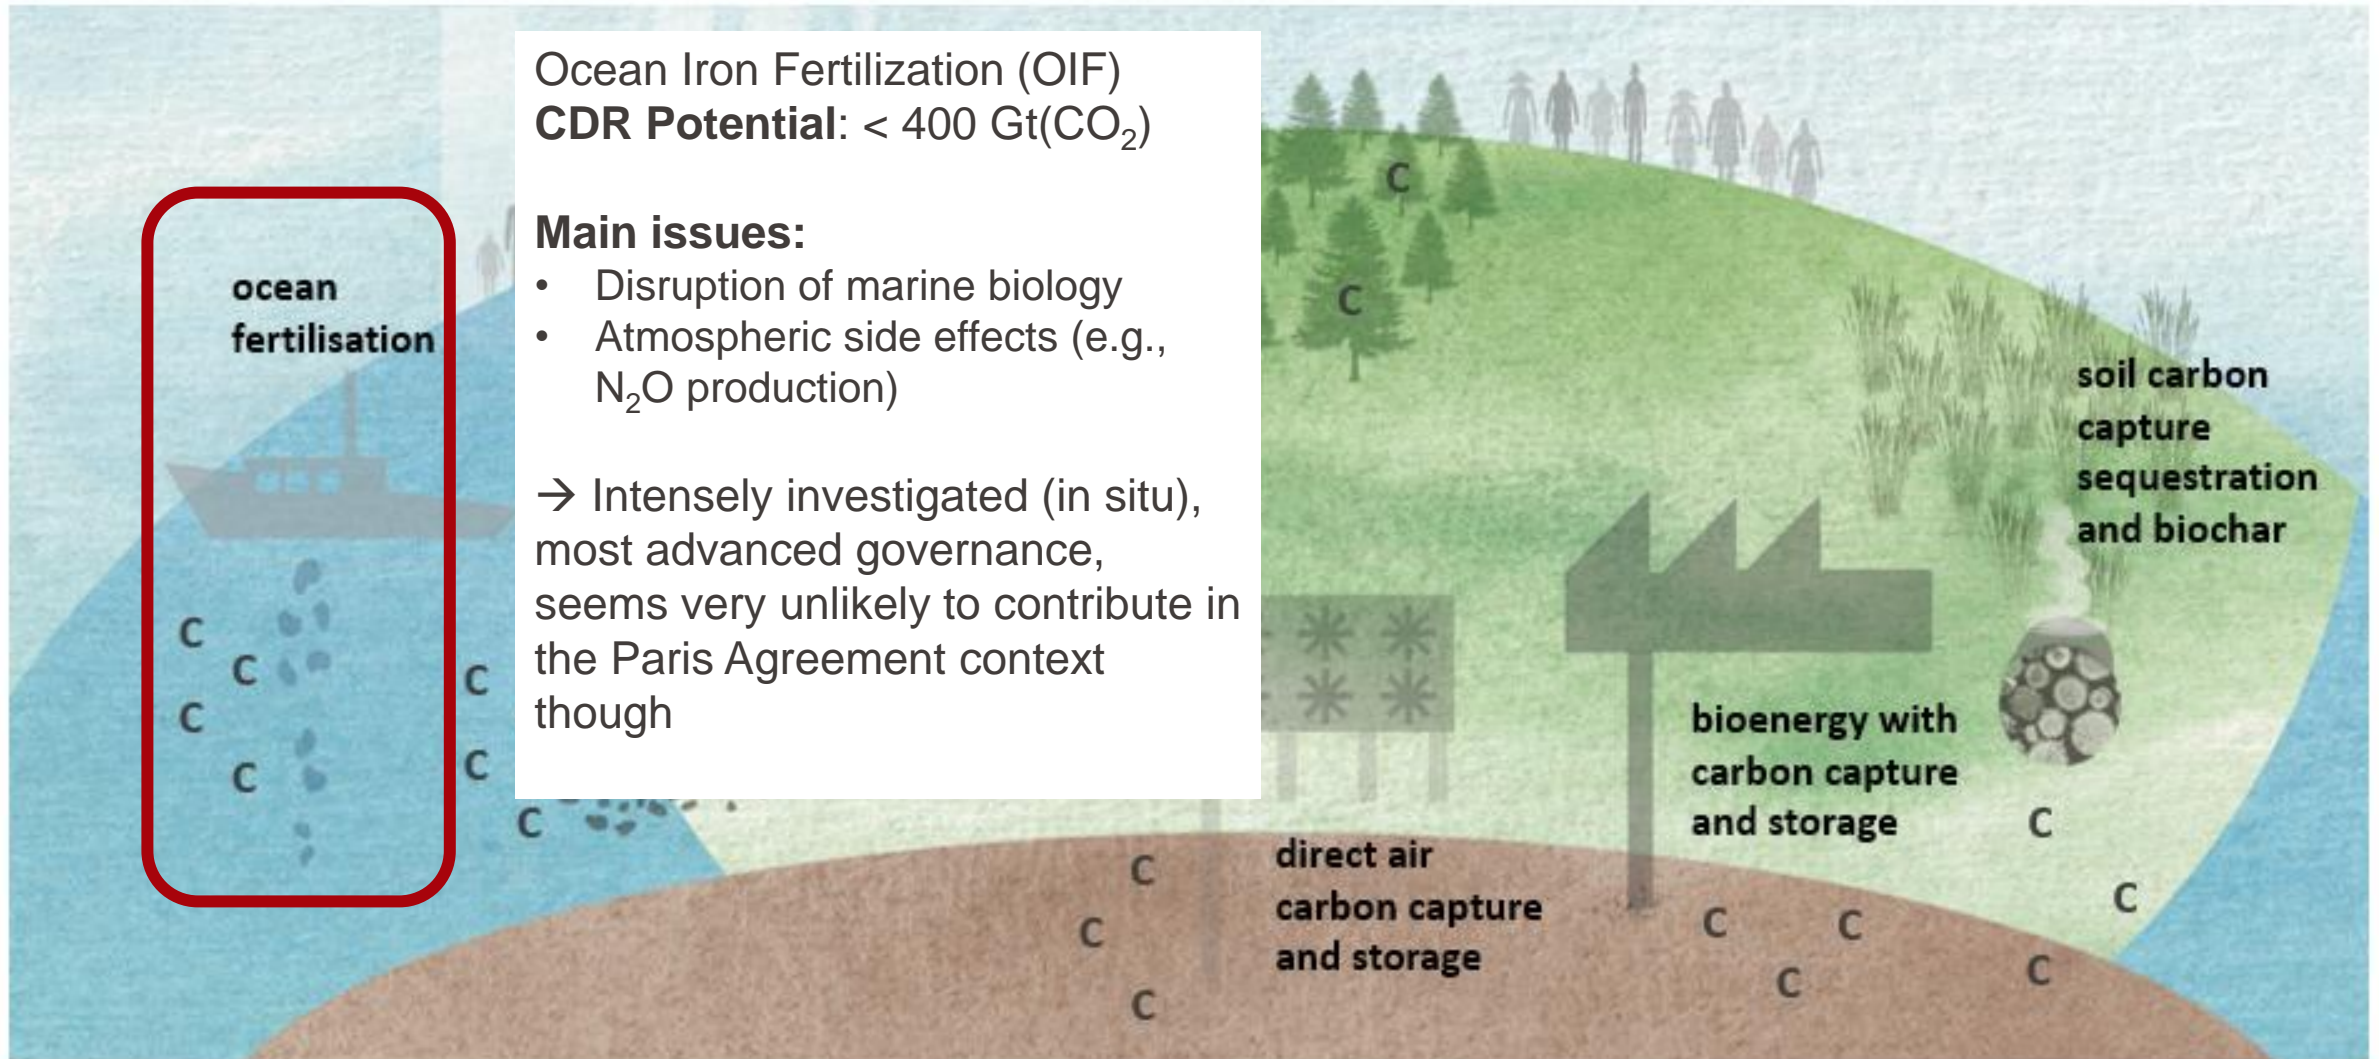 Ocean Iron Fertilization (OIF)
CDR Potential: < 400 Gt(CO₂)
Main issues:
• Disruption of marine biology
• Atmospheric side effects (e.g.,
N₂O production)
→ Intensely investigated (in situ),
most advanced governance,
seems very unlikely to contribute in
the Paris Agreement context
though
ocean
fertilisation
C
C
C
C
C
C
C
C
C
soil carbon
capture
sequestration
and biochar
bioenergy with
carbon capture
and storage
direct air
carbon capture
and storage
C
C
C
C
C
C
C
C
C